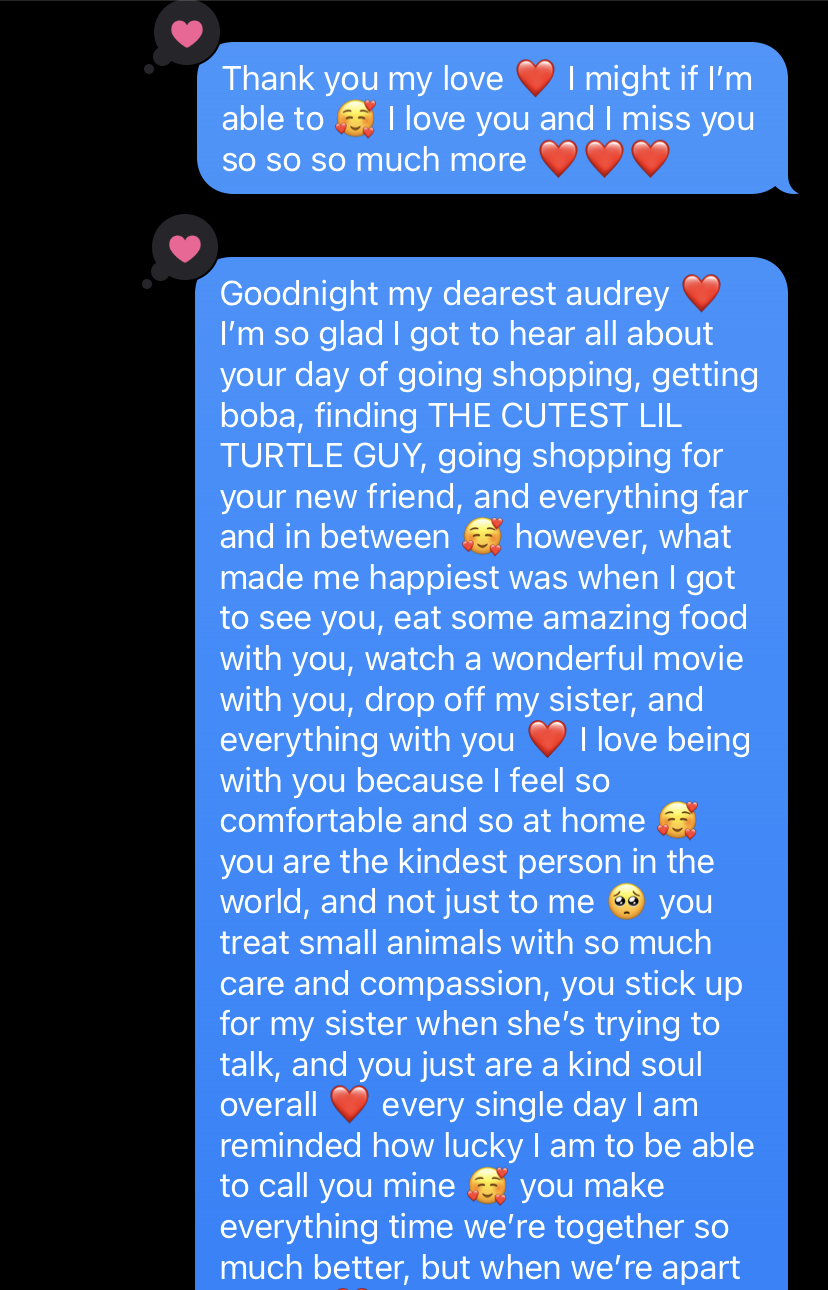 Thank you my love ❤️ I might if I’m
able to 🥰 I love you and I miss you
so so so much more ❤️❤️❤️
Goodnight my dearest audrey ❤️
I’m so glad I got to hear all about
your day of going shopping, getting
boba, finding THE CUTEST LIL
TURTLE GUY, going shopping for
your new friend, and everything far
and in between 🥰 however, what
made me happiest was when I got
to see you, eat some amazing food
with you, watch a wonderful movie
with you, drop off my sister, and
everything with you ❤️ I love being
with you because I feel so
comfortable and so at home 🥰
you are the kindest person in the
world, and not just to me 🥺 you
treat small animals with so much
care and compassion, you stick up
for my sister when she’s trying to
talk, and you just are a kind soul
overall ❤️ every single day I am
reminded how lucky I am to be able
to call you mine 🥰 you make
everything time we’re together so
much better, but when we’re apart